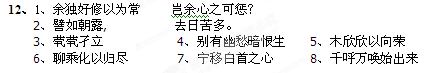 12、1、余独好修以为常 岂余心之可惩?
2、譬如朝露, 去日苦多。
3、茕茕孑立 4、别有幽愁暗恨生 5、木欣欣以向荣
6、聊乘化以归尽 7、宁移白首之心 8、千呼万唤始出来